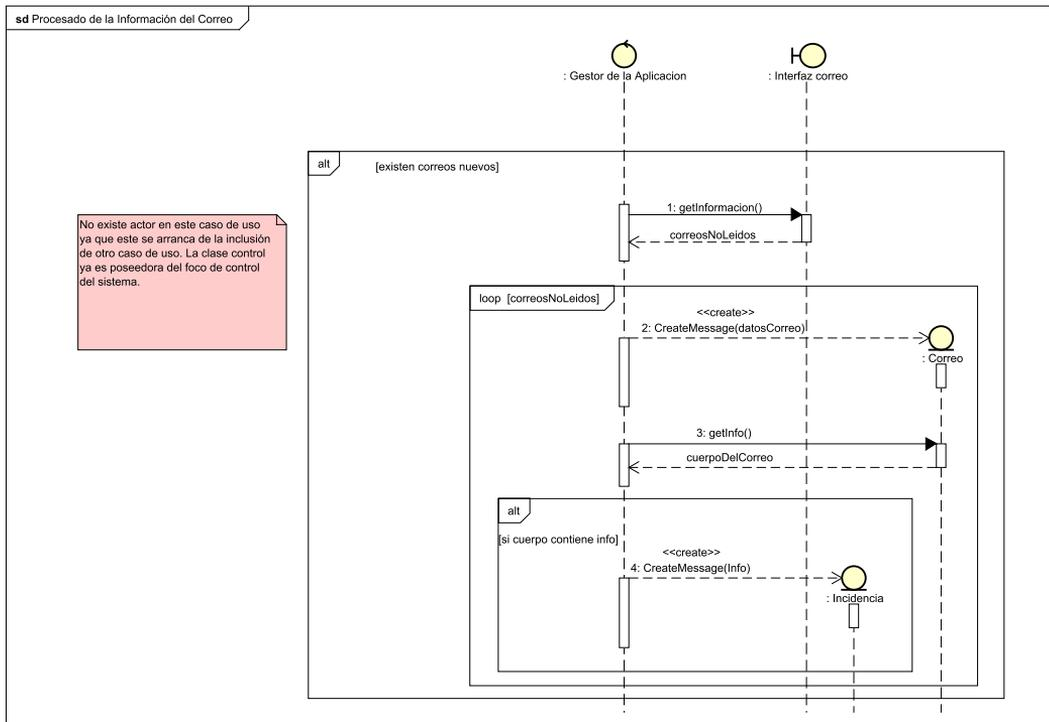 sd Procesado de la Información del Correo
: Gestor de la Aplicacion
: Interfaz correo
alt
[existen correos nuevos]
No existe actor en este caso de uso
ya que este se arranca de la inclusión
de otro caso de uso. La clase control
ya es poseedora del foco de control
del sistema.
1: getInformacion()
correosNoLeidos
loop [correosNoLeidos]
<<create>>
2: CreateMessage(datosCorreo)
: Correo
3: getInfo()
cuerpoDelCorreo
alt
[si cuerpo contiene info]
<<create>>
4: CreateMessage(Info)
: Incidencia